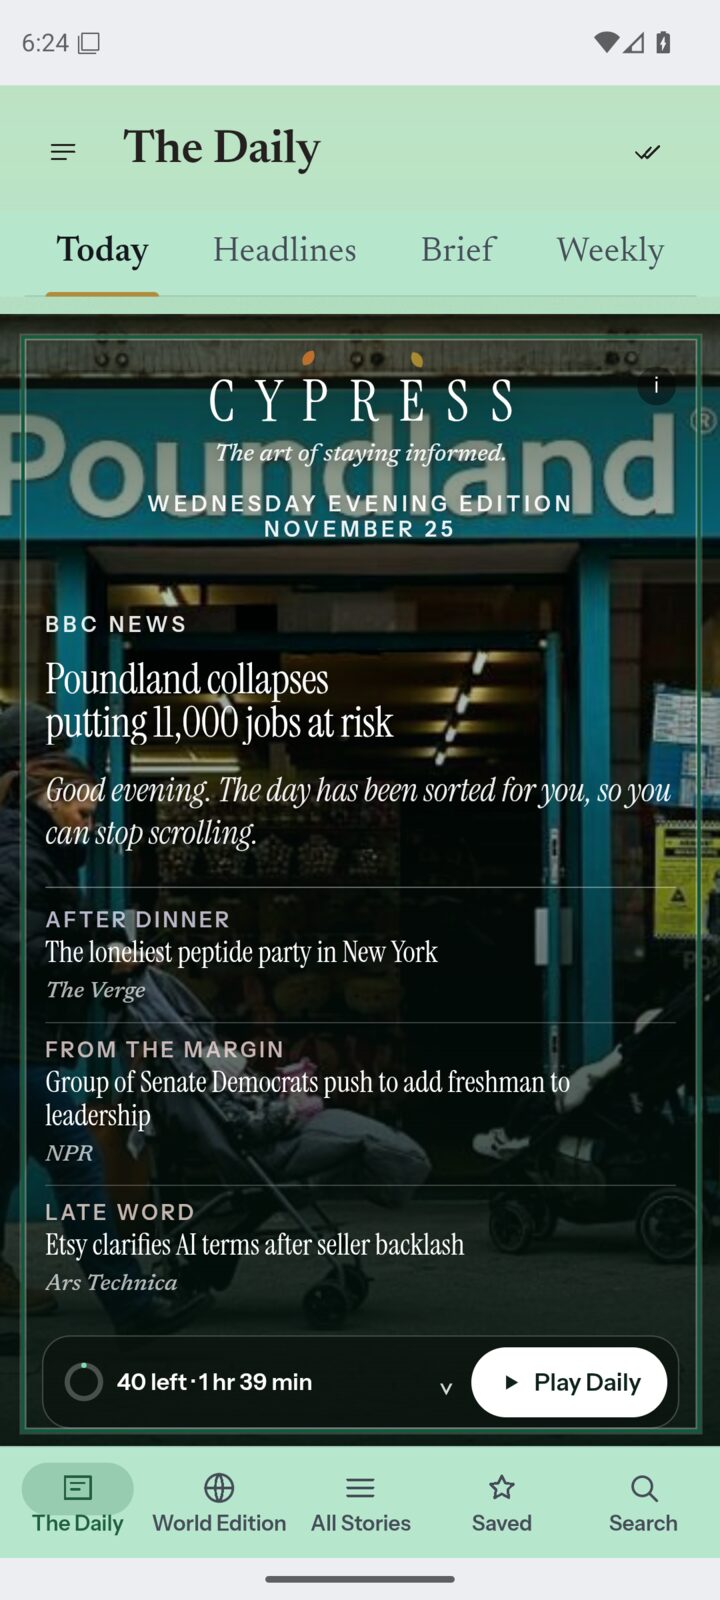 6:24
The Daily
Today Headlines Brief Weekly
Poundland®
CYPRESS
i
The art of staying informed.
WEDNESDAY EVENING EDITION
NOVEMBER 25
BBC NEWS
Poundland collapses
putting 11,000 jobs at risk
Good evening. The day has been sorted for you, so you
can stop scrolling.
AFTER DINNER
The loneliest peptide party in New York
The Verge
FROM THE MARGIN
Group of Senate Democrats push to add freshman to
leadership
NPR
LATE WORD
Etsy clarifies AI terms after seller backlash
Ars Technica
40 left · 1 hr 39 min
Play Daily
The Daily World Edition All Stories Saved Search